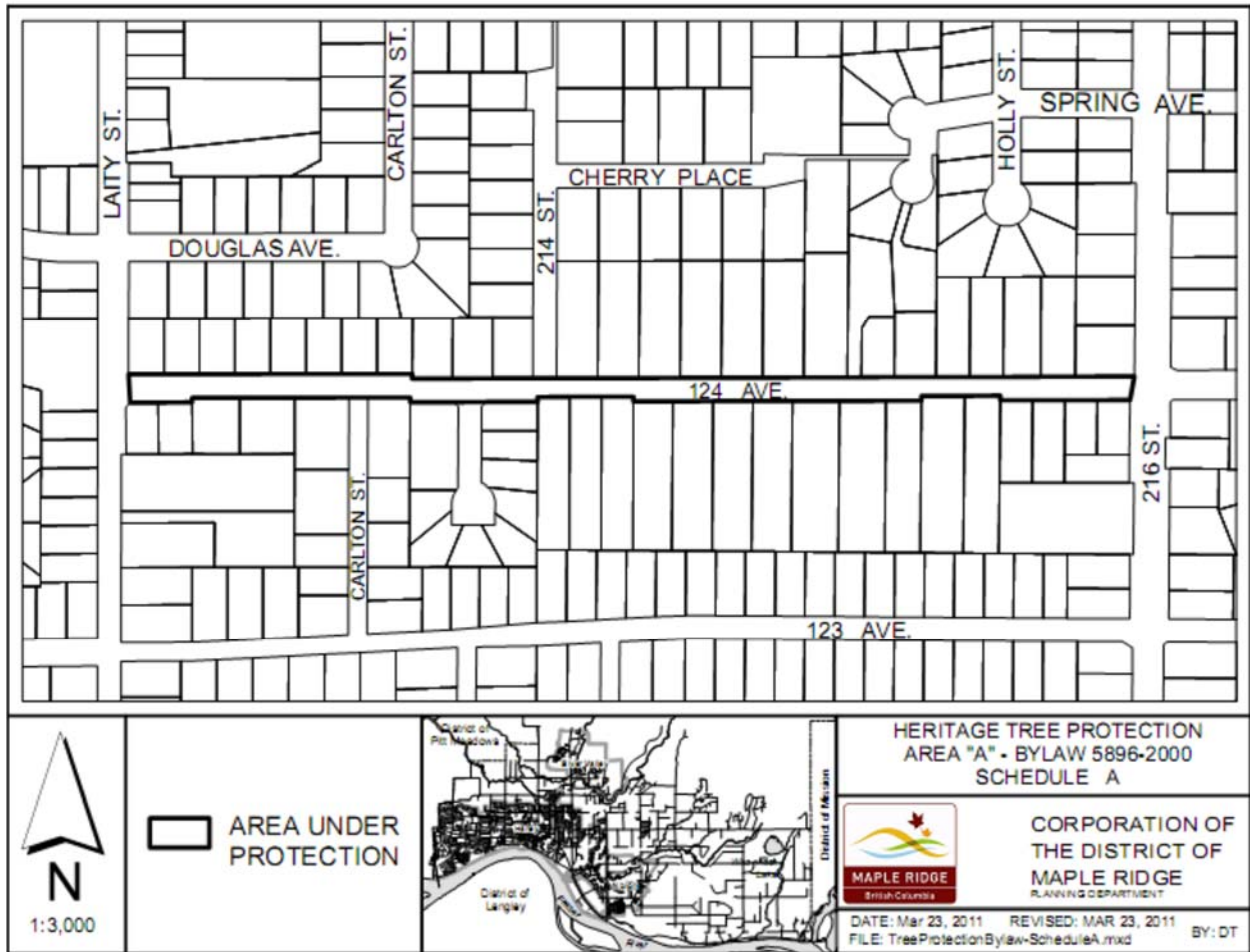 LAITY ST.
CARLTON ST.
214 ST.
HOLLY ST.
SPRING AVE.
CHERRY PLACE
DOUGLAS AVE.
124 AVE.
CARLTON ST.
216 ST.
123 AVE.
N
1:3,000
AREA UNDER
PROTECTION
District of
Pitt Meadows
District of
Langley
River
District of Mission
HERITAGE TREE PROTECTION
AREA "A" - BYLAW 5896-2000
SCHEDULE A
MAPLE RIDGE
British Columbia
CORPORATION OF
THE DISTRICT OF
MAPLE RIDGE
PLANNING DEPARTMENT
DATE: Mar 23, 2011 REVISED: MAR 23, 2011
FILE: TreeProtectionBylaw-ScheduleA.mxd
BY: DT